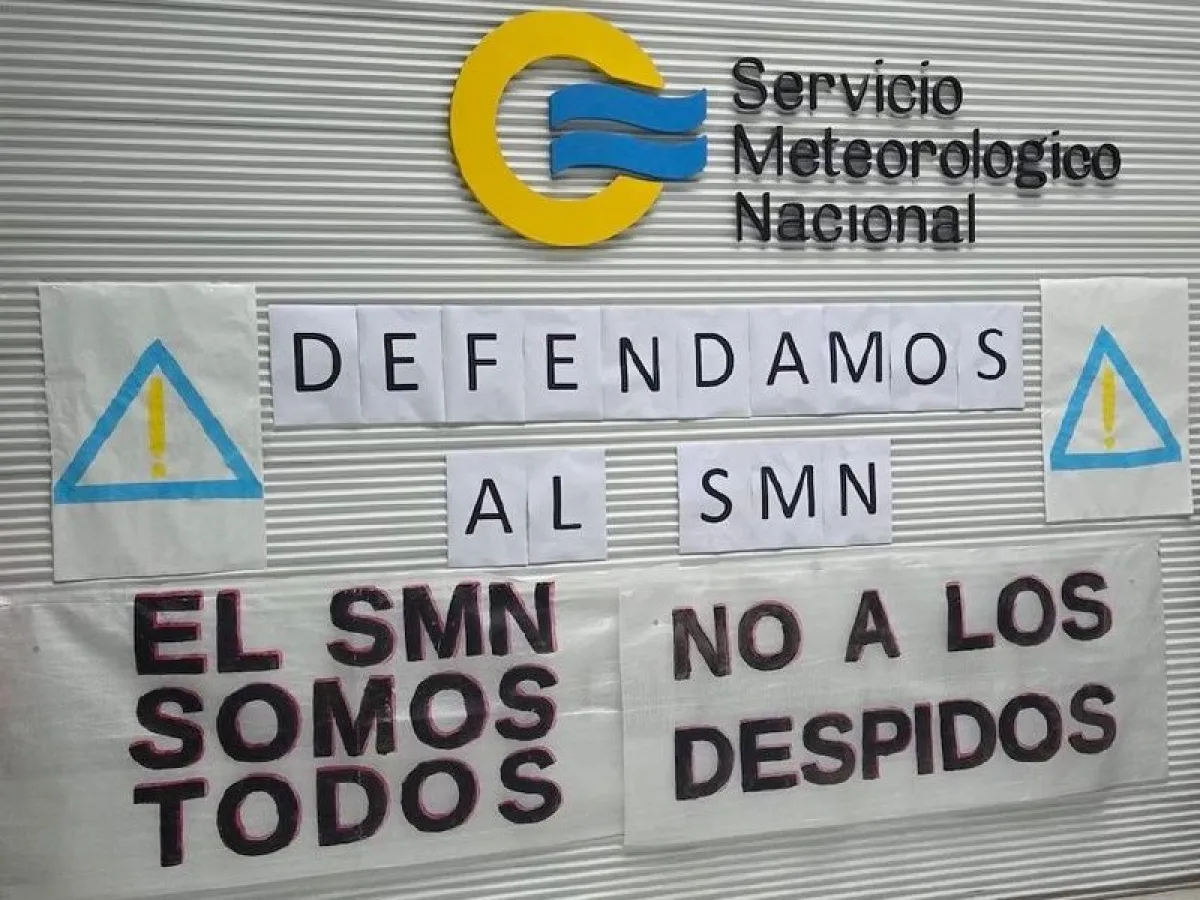 Servicio
Meteorologico
Nacional
DEFENDAMOS
AL SMN
EL SMN
SOMOS
TODOS
NO A LOS
DESPIDOS